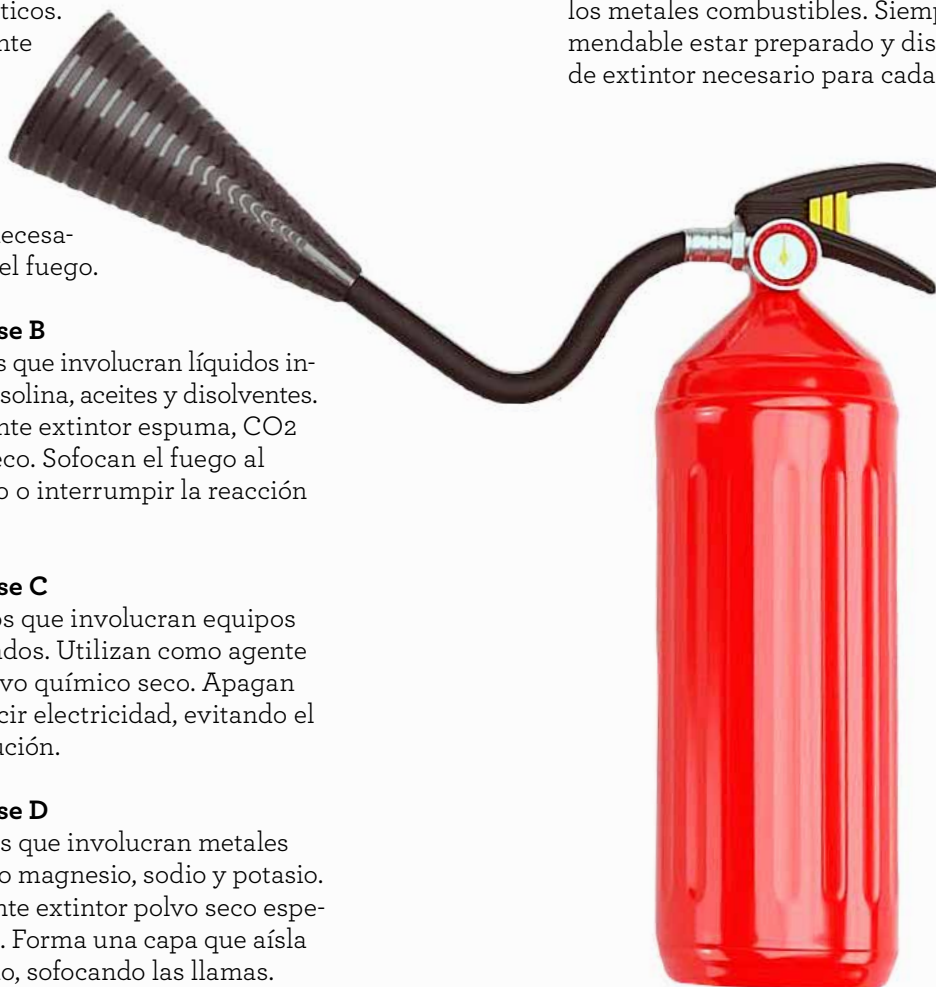 ticos.
nte
ecesa-
el fuego.
se B
s que involucran líquidos in-
solina, aceites y disolventes.
nte extintor espuma, CO2
eco. Sofocan el fuego al
o o interrumpir la reacción
se C
os que involucran equipos
ados. Utilizan como agente
vo químico seco. Apagan
cir electricidad, evitando el
ución.
se D
s que involucran metales
o magnesio, sodio y potasio.
nte extintor polvo seco espe-
. Forma una capa que aísla
o, sofocando las llamas.
los metales combustibles. Siemp
mendable estar preparado y dis
de extintor necesario para cada